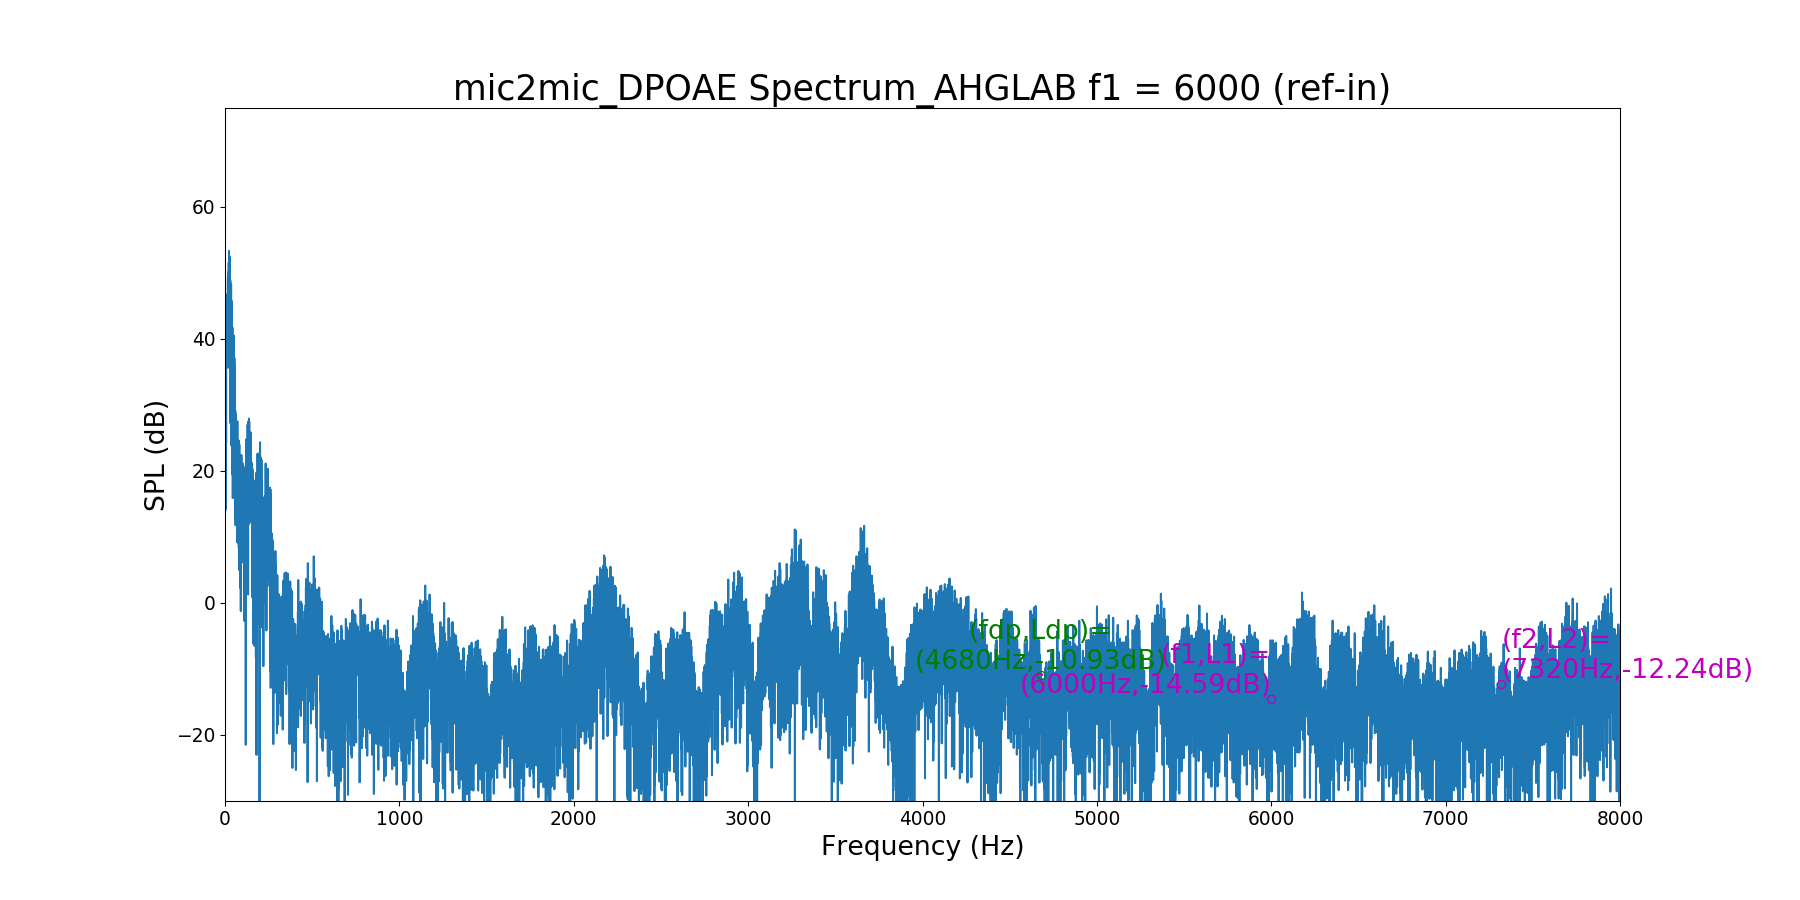 mic2mic_DPOAE Spectrum_AHGLAB f1 = 6000 (ref-in)
SPL (dB)
60
40
20
0
−20
(fdp,Ldp)=
(4680Hz,-10.93dB)
(f1,L1)=
(6000Hz,-14.59dB)
(f2,L2)=
(7320Hz,-12.24dB)
0 1000 2000 3000 4000 5000 6000 7000 8000
Frequency (Hz)